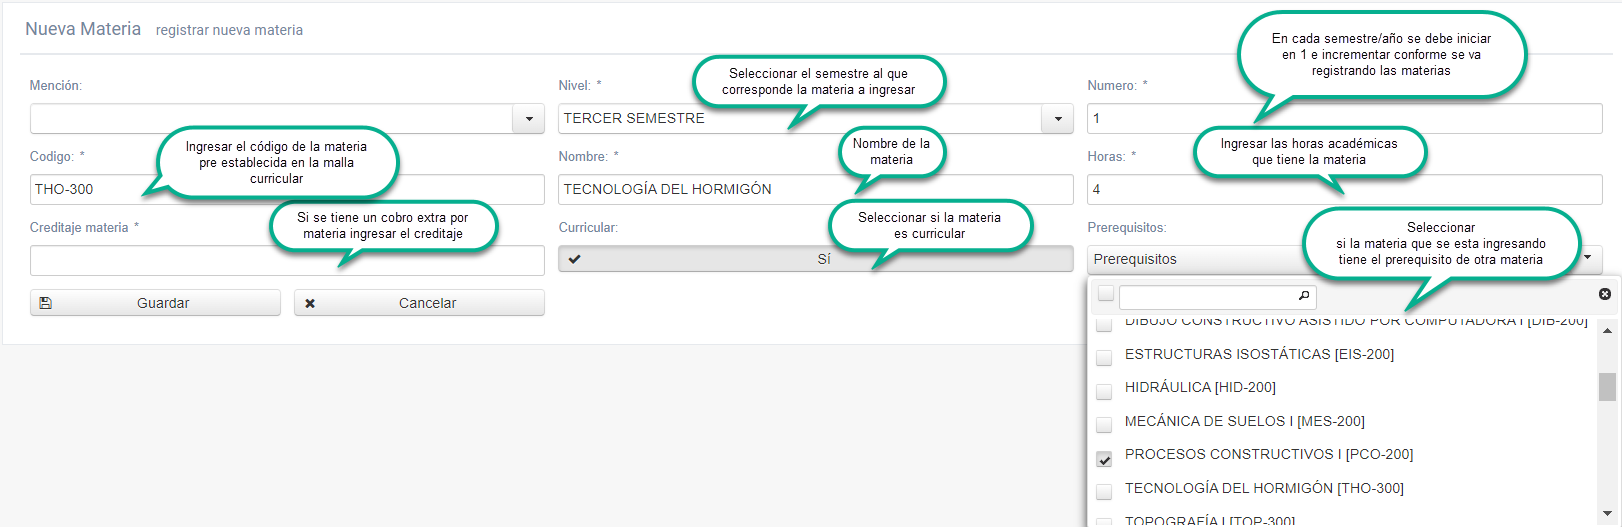 Nueva Materia registrar nueva materia
En cada semestre/año se debe iniciar
en 1 e incrementar conforme se va
registrando las materias
Seleccionar el semestre al que
corresponde la materia a ingresar
Mención:
Nivel: *
Numero: *
TERCER SEMESTRE
1
Ingresar el código de la materia
pre establecida en la malla
curricular
Nombre de la
materia
Ingresar las horas académicas
que tiene la materia
Codigo: *
Nombre: *
Horas: *
THO-300
TECNOLOGÍA DEL HORMIGÓN
4
Si se tiene un cobro extra por
materia ingresar el creditaje
Seleccionar si la materia
es curricular
Seleccionar
si la materia que se esta ingresando
tiene el prerequisito de otra materia
Creditaje materia *
Curricular:
Prerequisitos:
Sí
Prerequisitos
Guardar
Cancelar
DIBUJO CONSTRUCTIVO ASISTIDO POR COMPUTADORA I [DIB-200]
ESTRUCTURAS ISOSTÁTICAS [EIS-200]
HIDRÁULICA [HID-200]
MECÁNICA DE SUELOS I [MES-200]
PROCESOS CONSTRUCTIVOS I [PCO-200]
TECNOLOGÍA DEL HORMIGÓN [THO-300]
TOPOGRAFÍA I [TOP-300]